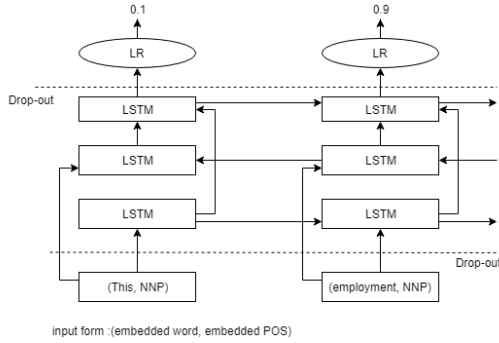 0.1 0.9
LR LR
Drop-out
LSTM LSTM
LSTM LSTM
LSTM LSTM
Drop-out
(This, NNP) (employment, NNP)
input form :(embedded word, embedded POS)